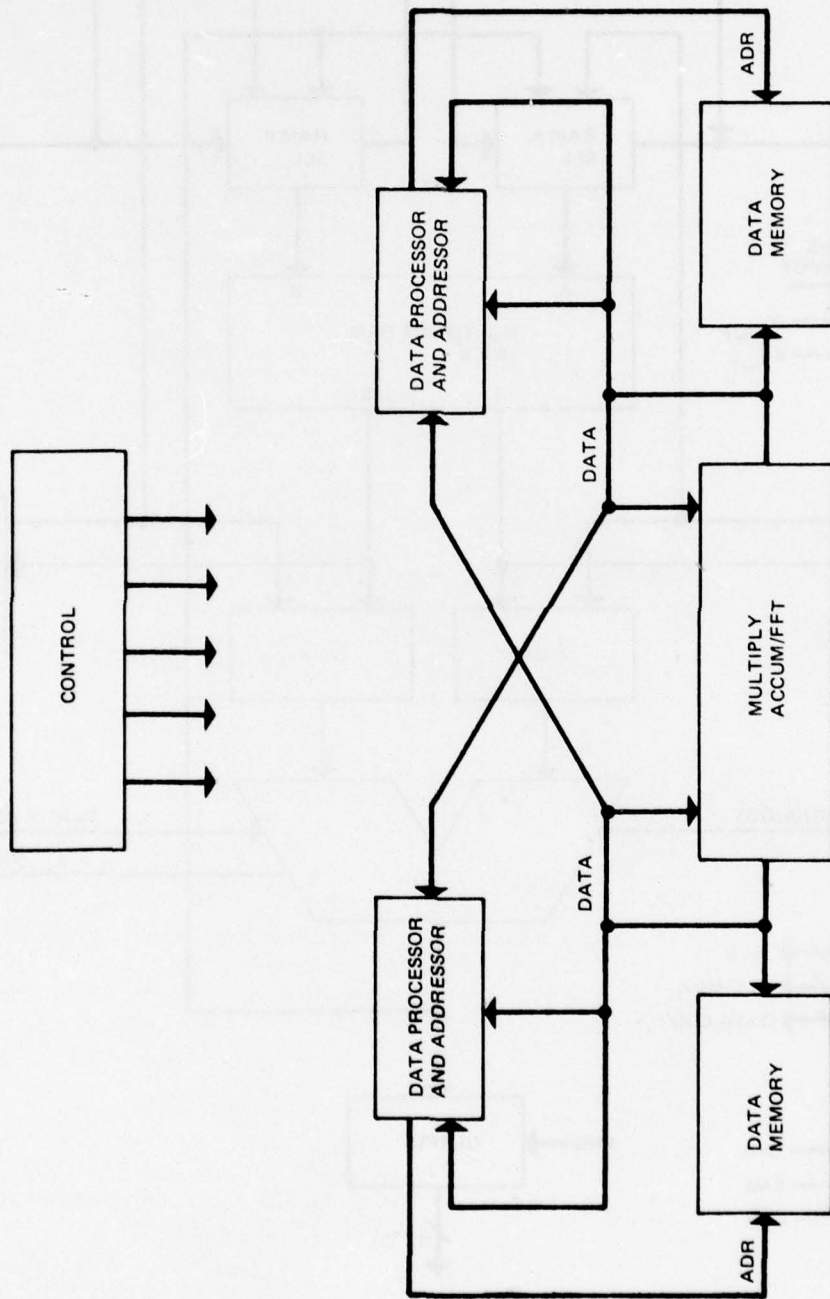 CONTROL
DATA PROCESSOR
AND ADDRESSOR
DATA PROCESSOR
AND ADDRESSOR
DATA
DATA
ADR
DATA
MEMORY
MULTIPLY
ACCUM/FFT
DATA
MEMORY
ADR